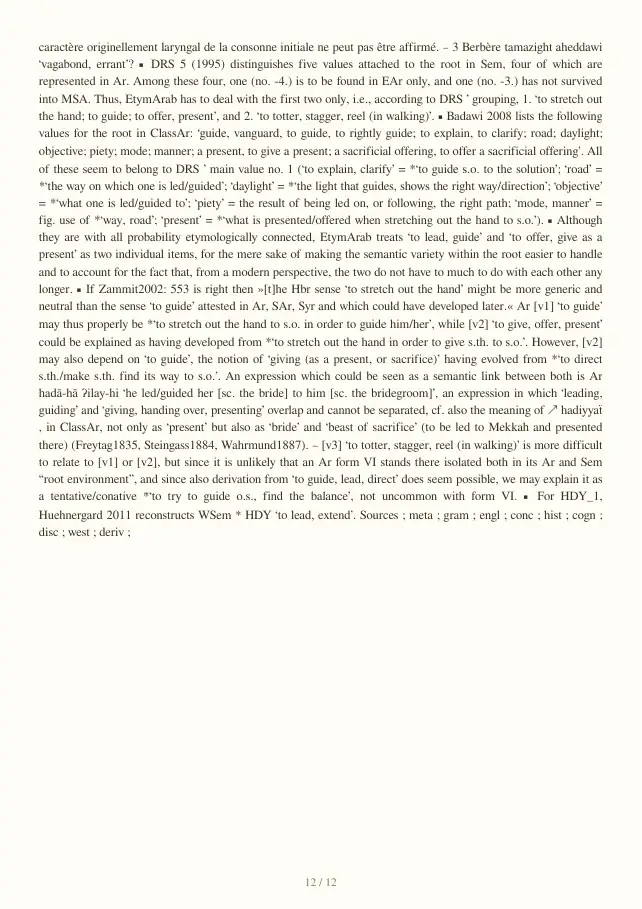 caractère originellement laryngal de la consonne initiale ne peut pas être affirmé. – 3 Berbère tamazight aheddawi
‘vagabond, errant’? ▪ DRS 5 (1995) distinguishes five values attached to the root in Sem, four of which are
represented in Ar. Among these four, one (no. -4.) is to be found in EAr only, and one (no. -3.) has not survived
into MSA. Thus, EtymArab has to deal with the first two only, i.e., according to DRS ’ grouping, 1. ‘to stretch out
the hand; to guide; to offer, present’, and 2. ‘to totter, stagger, reel (in walking)’. ▪ Badawi 2008 lists the following
values for the root in ClassAr: ‘guide, vanguard, to guide, to rightly guide; to explain, to clarify; road; daylight;
objective; piety; mode; manner; a present, to give a present; a sacrificial offering, to offer a sacrificial offering’. All
of these seem to belong to DRS ’ main value no. 1 (‘to explain, clarify’ = *‘to guide s.o. to the solution’; ‘road’ =
*‘the way on which one is led/guided’; ‘daylight’ = *‘the light that guides, shows the right way/direction’; ‘objective’
= *‘what one is led/guided to’; ‘piety’ = the result of being led on, or following, the right path; ‘mode, manner’ =
fig. use of *‘way, road’; ‘present’ = *‘what is presented/offered when stretching out the hand to s.o.’). ▪ Although
they are with all probability etymologically connected, EtymArab treats ‘to lead, guide’ and ‘to offer, give as a
present’ as two individual items, for the mere sake of making the semantic variety within the root easier to handle
and to account for the fact that, from a modern perspective, the two do not have to much to do with each other any
longer. ▪ If Zammit2002: 553 is right then »[t]he Hbr sense ‘to stretch out the hand’ might be more generic and
neutral than the sense ‘to guide’ attested in Ar, SAr, Syr and which could have developed later.« Ar [v1] ‘to guide’
may thus properly be *‘to stretch out the hand to s.o. in order to guide him/her’, while [v2] ‘to give, offer, present’
could be explained as having developed from *‘to stretch out the hand in order to give s.th. to s.o.’. However, [v2]
may also depend on ‘to guide’, the notion of ‘giving (as a present, or sacrifice)’ having evolved from *‘to direct
s.th./make s.th. find its way to s.o.’. An expression which could be seen as a semantic link between both is Ar
hadā-hā ʔilay-hi ‘he led/guided her [sc. the bride] to him [sc. the bridegroom]’, an expression in which ‘leading,
guiding’ and ‘giving, handing over, presenting’ overlap and cannot be separated, cf. also the meaning of ↗ hadiyyaẗ
, in ClassAr, not only as ‘present’ but also as ‘bride’ and ‘beast of sacrifice’ (to be led to Mekkah and presented
there) (Freytag1835, Steingass1884, Wahrmund1887). – [v3] ‘to totter, stagger, reel (in walking)’ is more difficult
to relate to [v1] or [v2], but since it is unlikely that an Ar form VI stands there isolated both in its Ar and Sem
“root environment”, and since also derivation from ‘to guide, lead, direct’ does seem possible, we may explain it as
a tentative/conative *‘to try to guide o.s., find the balance’, not uncommon with form VI. ▪ For HDY_1,
Huehnergard 2011 reconstructs WSem * HDY ‘to lead, extend’. Sources ; meta ; gram ; engl ; conc ; hist ; cogn ;
disc ; west ; deriv ;
12 / 12